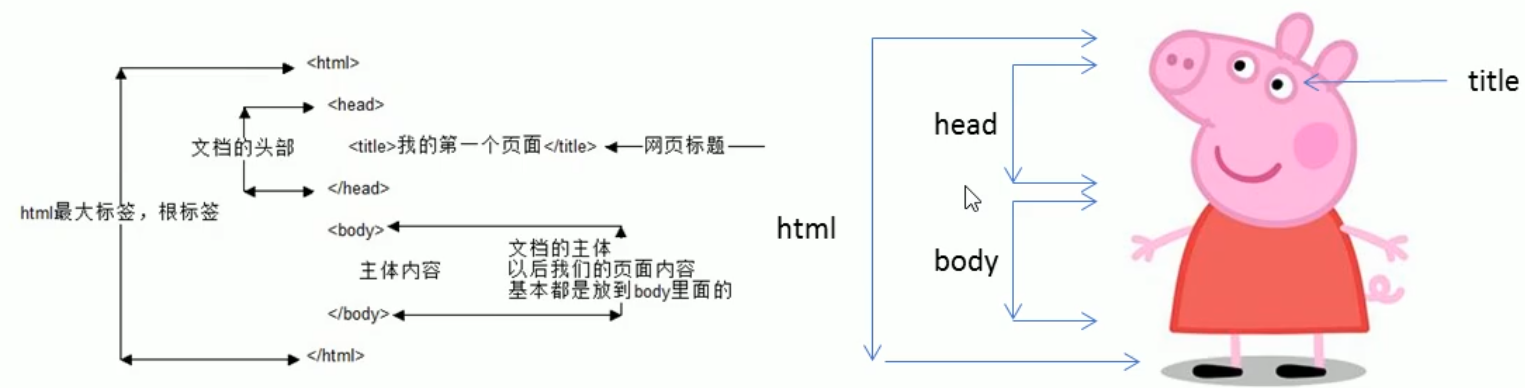 <html>
<head>
文档的头部
<title>我的第一个页面</title>
网页标题
</head>
html最大标签，根标签
<body>
主体内容
文档的主体
以后我们的页面内容
基本都是放到body里面的
</body>
</html>
html
head
body
title